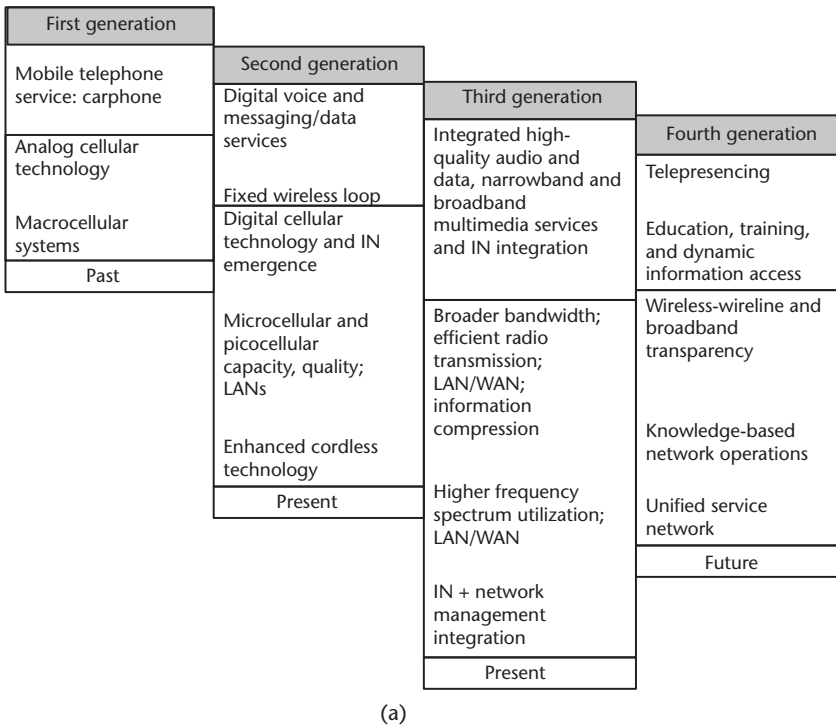 First generation
Mobile telephone
service: carphone
Analog cellular
technology
Macrocellular
systems
Past
Second generation
Digital voice and
messaging/data
services
Fixed wireless loop
Digital cellular
technology and IN
emergence
Microcellular and
picocellular
capacity, quality;
LANs
Enhanced cordless
technology
Present
Third generation
Integrated high-
quality audio and
data, narrowband and
broadband
multimedia services
and IN integration
Broader bandwidth;
efficient radio
transmission;
LAN/WAN;
information
compression
Higher frequency
spectrum utilization;
LAN/WAN
IN + network
management
integration
Present
Fourth generation
Telepresencing
Education, training,
and dynamic
information access
Wireless-wireline and
broadband
transparency
Knowledge-based
network operations
Unified service
network
Future
(a)